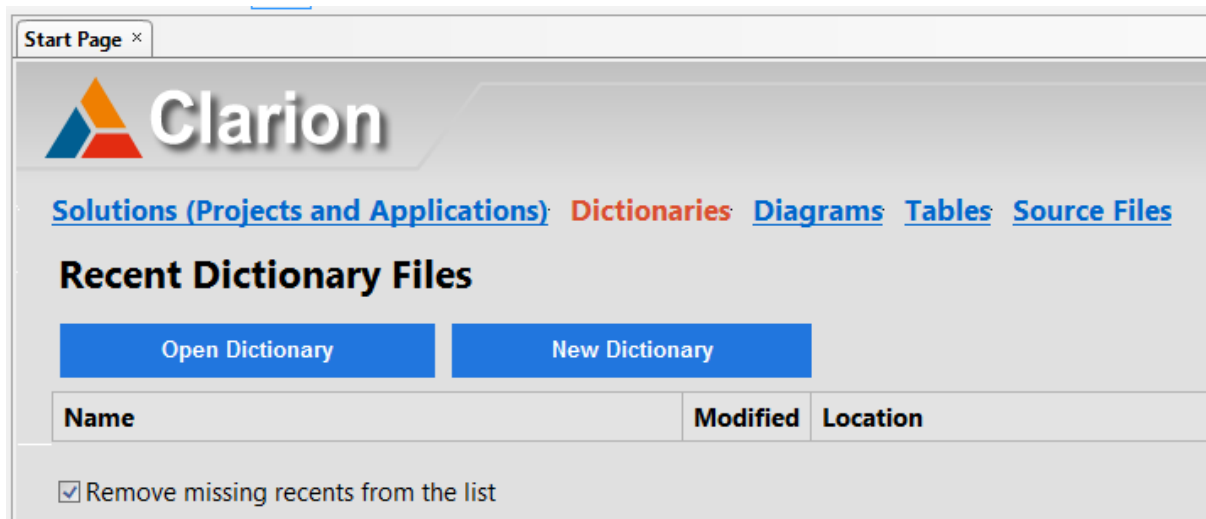 Start Page ×
Clarion
Solutions (Projects and Applications) Dictionaries Diagrams Tables Source Files
Recent Dictionary Files
Open Dictionary New Dictionary
Name Modified Location
Remove missing recents from the list